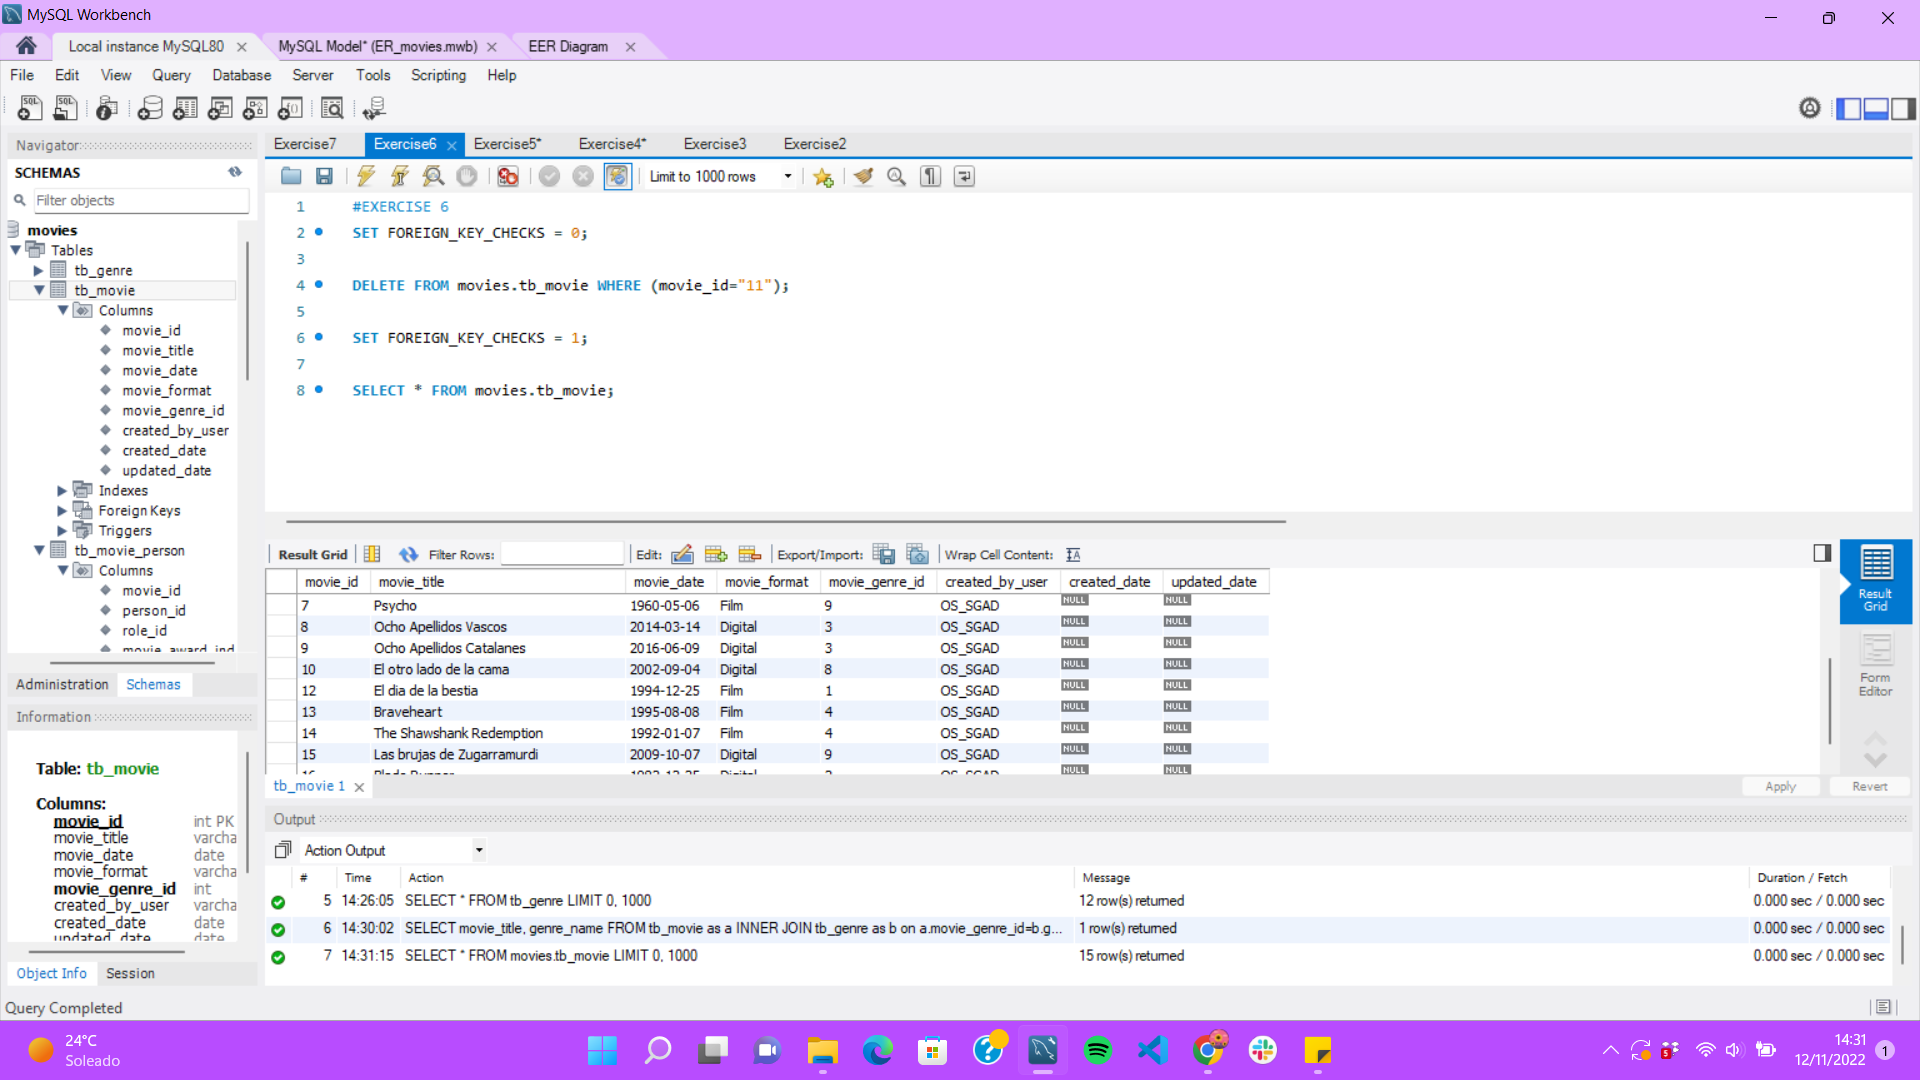 MySQL Workbench
Local instance MySQL80
MySQL Model* (ER_movies.mwb)
EER Diagram
File Edit View Query Database Server Tools Scripting Help
Navigator
SCHEMAS
Filter objects
movies
Tables
tb_genre
tb_movie
Columns
movie_id
movie_title
movie_date
movie_format
movie_genre_id
created_by_user
created_date
updated_date
Indexes
Foreign Keys
Triggers
tb_movie_person
Columns
movie_id
person_id
role_id
movie_award_ind
Administration Schemas
Information
Table: tb_movie
Columns:
movie_id int PK
movie_title varcha
movie_date date
movie_format varcha
movie_genre_id int
created_by_user varcha
created_date date
updated_date date
Object Info Session
Query Completed
Exercise7 Exercise6 Exercise5* Exercise4* Exercise3 Exercise2
Limit to 1000 rows
1 #EXERCISE 6
2 SET FOREIGN_KEY_CHECKS = 0;
3
4 DELETE FROM movies.tb_movie WHERE (movie_id="11");
5
6 SET FOREIGN_KEY_CHECKS = 1;
7
8 SELECT * FROM movies.tb_movie;
Result Grid Filter Rows: Edit: Export/Import: Wrap Cell Content:
movie_id movie_title movie_date movie_format movie_genre_id created_by_user created_date updated_date
7 Psycho 1960-05-06 Film 9 OS_SGAD NULL NULL
8 Ocho Apellidos Vascos 2014-03-14 Digital 3 OS_SGAD NULL NULL
9 Ocho Apellidos Catalanes 2016-06-09 Digital 3 OS_SGAD NULL NULL
10 El otro lado de la cama 2002-09-04 Digital 8 OS_SGAD NULL NULL
12 El dia de la bestia 1994-12-25 Film 1 OS_SGAD NULL NULL
13 Braveheart 1995-08-08 Film 4 OS_SGAD NULL NULL
14 The Shawshank Redemption 1992-01-07 Film 4 OS_SGAD NULL NULL
15 Las brujas de Zugarramurdi 2009-10-07 Digital 9 OS_SGAD NULL NULL
16 Blade Runner Digital OS_SGAD NULL NULL
Result Grid
Form Editor
tb_movie 1
Apply Revert
Output
Action Output
# Time Action Message Duration / Fetch
5 14:26:05 SELECT * FROM tb_genre LIMIT 0, 1000 12 row(s) returned 0.000 sec / 0.000 sec
6 14:30:02 SELECT movie_title, genre_name FROM tb_movie as a INNER JOIN tb_genre as b on a.movie_genre_id=b.g... 1 row(s) returned 0.000 sec / 0.000 sec
7 14:31:15 SELECT * FROM movies.tb_movie LIMIT 0, 1000 15 row(s) returned 0.000 sec / 0.000 sec
24°C
Soleado
14:31
12/11/2022
1